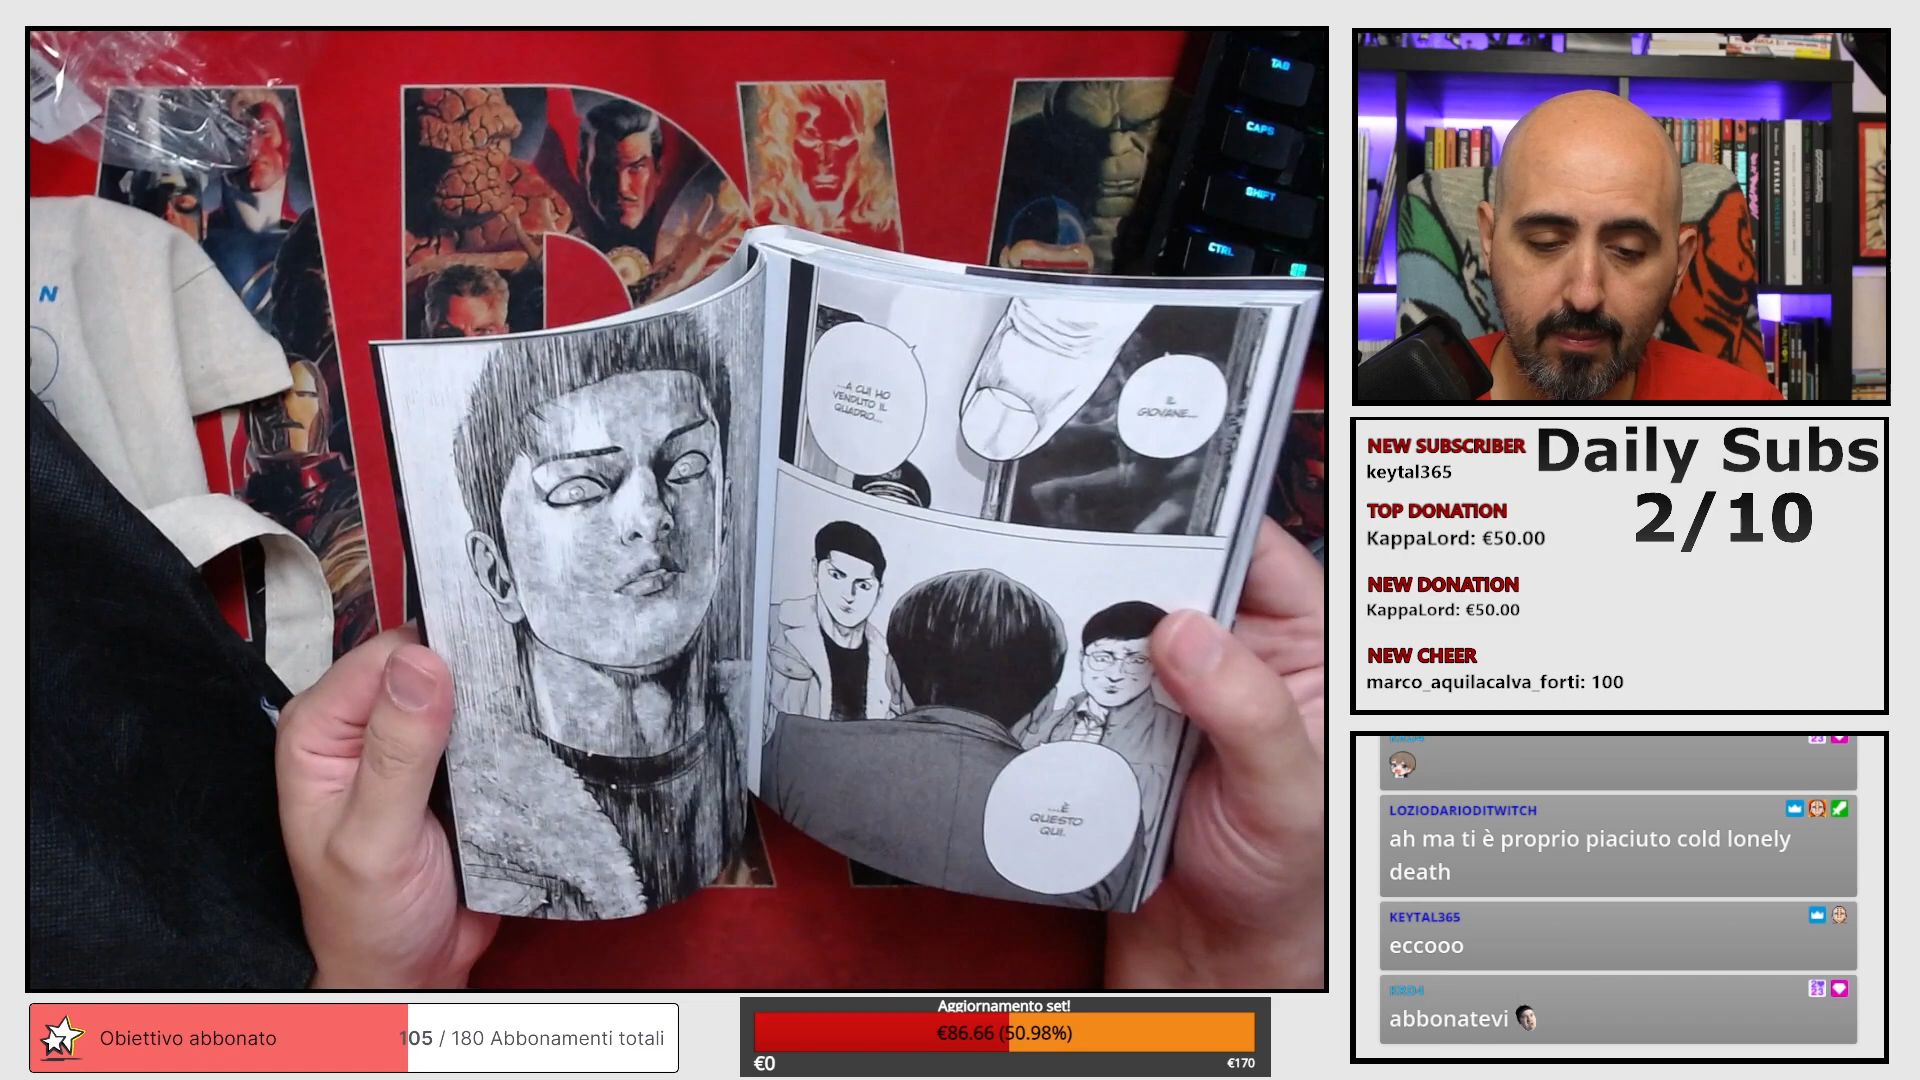 TAB
CAPS
SHIFT
CTRL
N
...A CUI HO
VENDUTO IL
QUADRO...
IL
GIOVANE...
...È
QUESTO
QUI.
NEW SUBSCRIBER
keytal365
Daily Subs
2/10
TOP DONATION
KappaLord: €50.00
NEW DONATION
KappaLord: €50.00
NEW CHEER
marco_aquilacalva_forti: 100
LOZIODARIODITWITCH
ah ma ti è proprio piaciuto cold lonely
death
KEYTAL365
eccooo
abbonatevi
Obiettivo abbonato
105 / 180 Abbonamenti totali
Aggiornamento set!
€86.66 (50.98%)
€0
€170